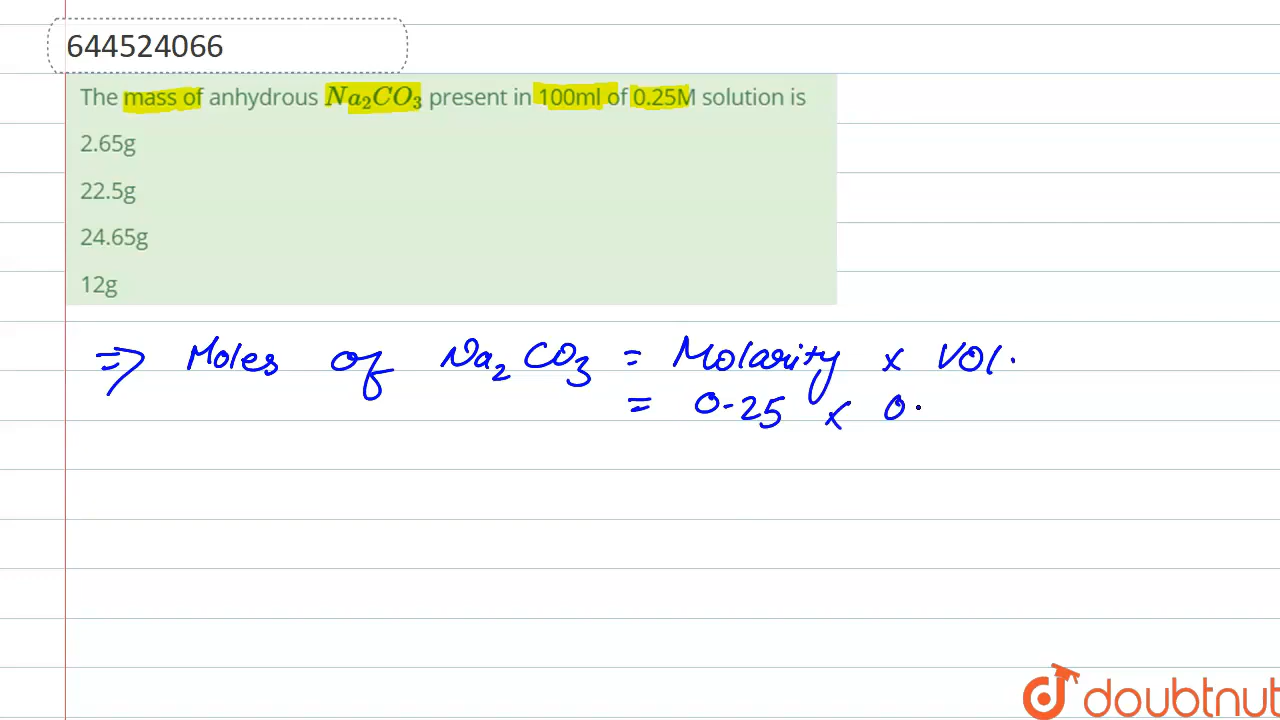 644524066
The mass of anhydrous Na₂CO₃ present in 100ml of 0.25M solution is
2.65g
22.5g
24.65g
12g
=> Moles of Na₂CO₃ = Molarity x Vol.
= 0.25 x 0.
doubtnut